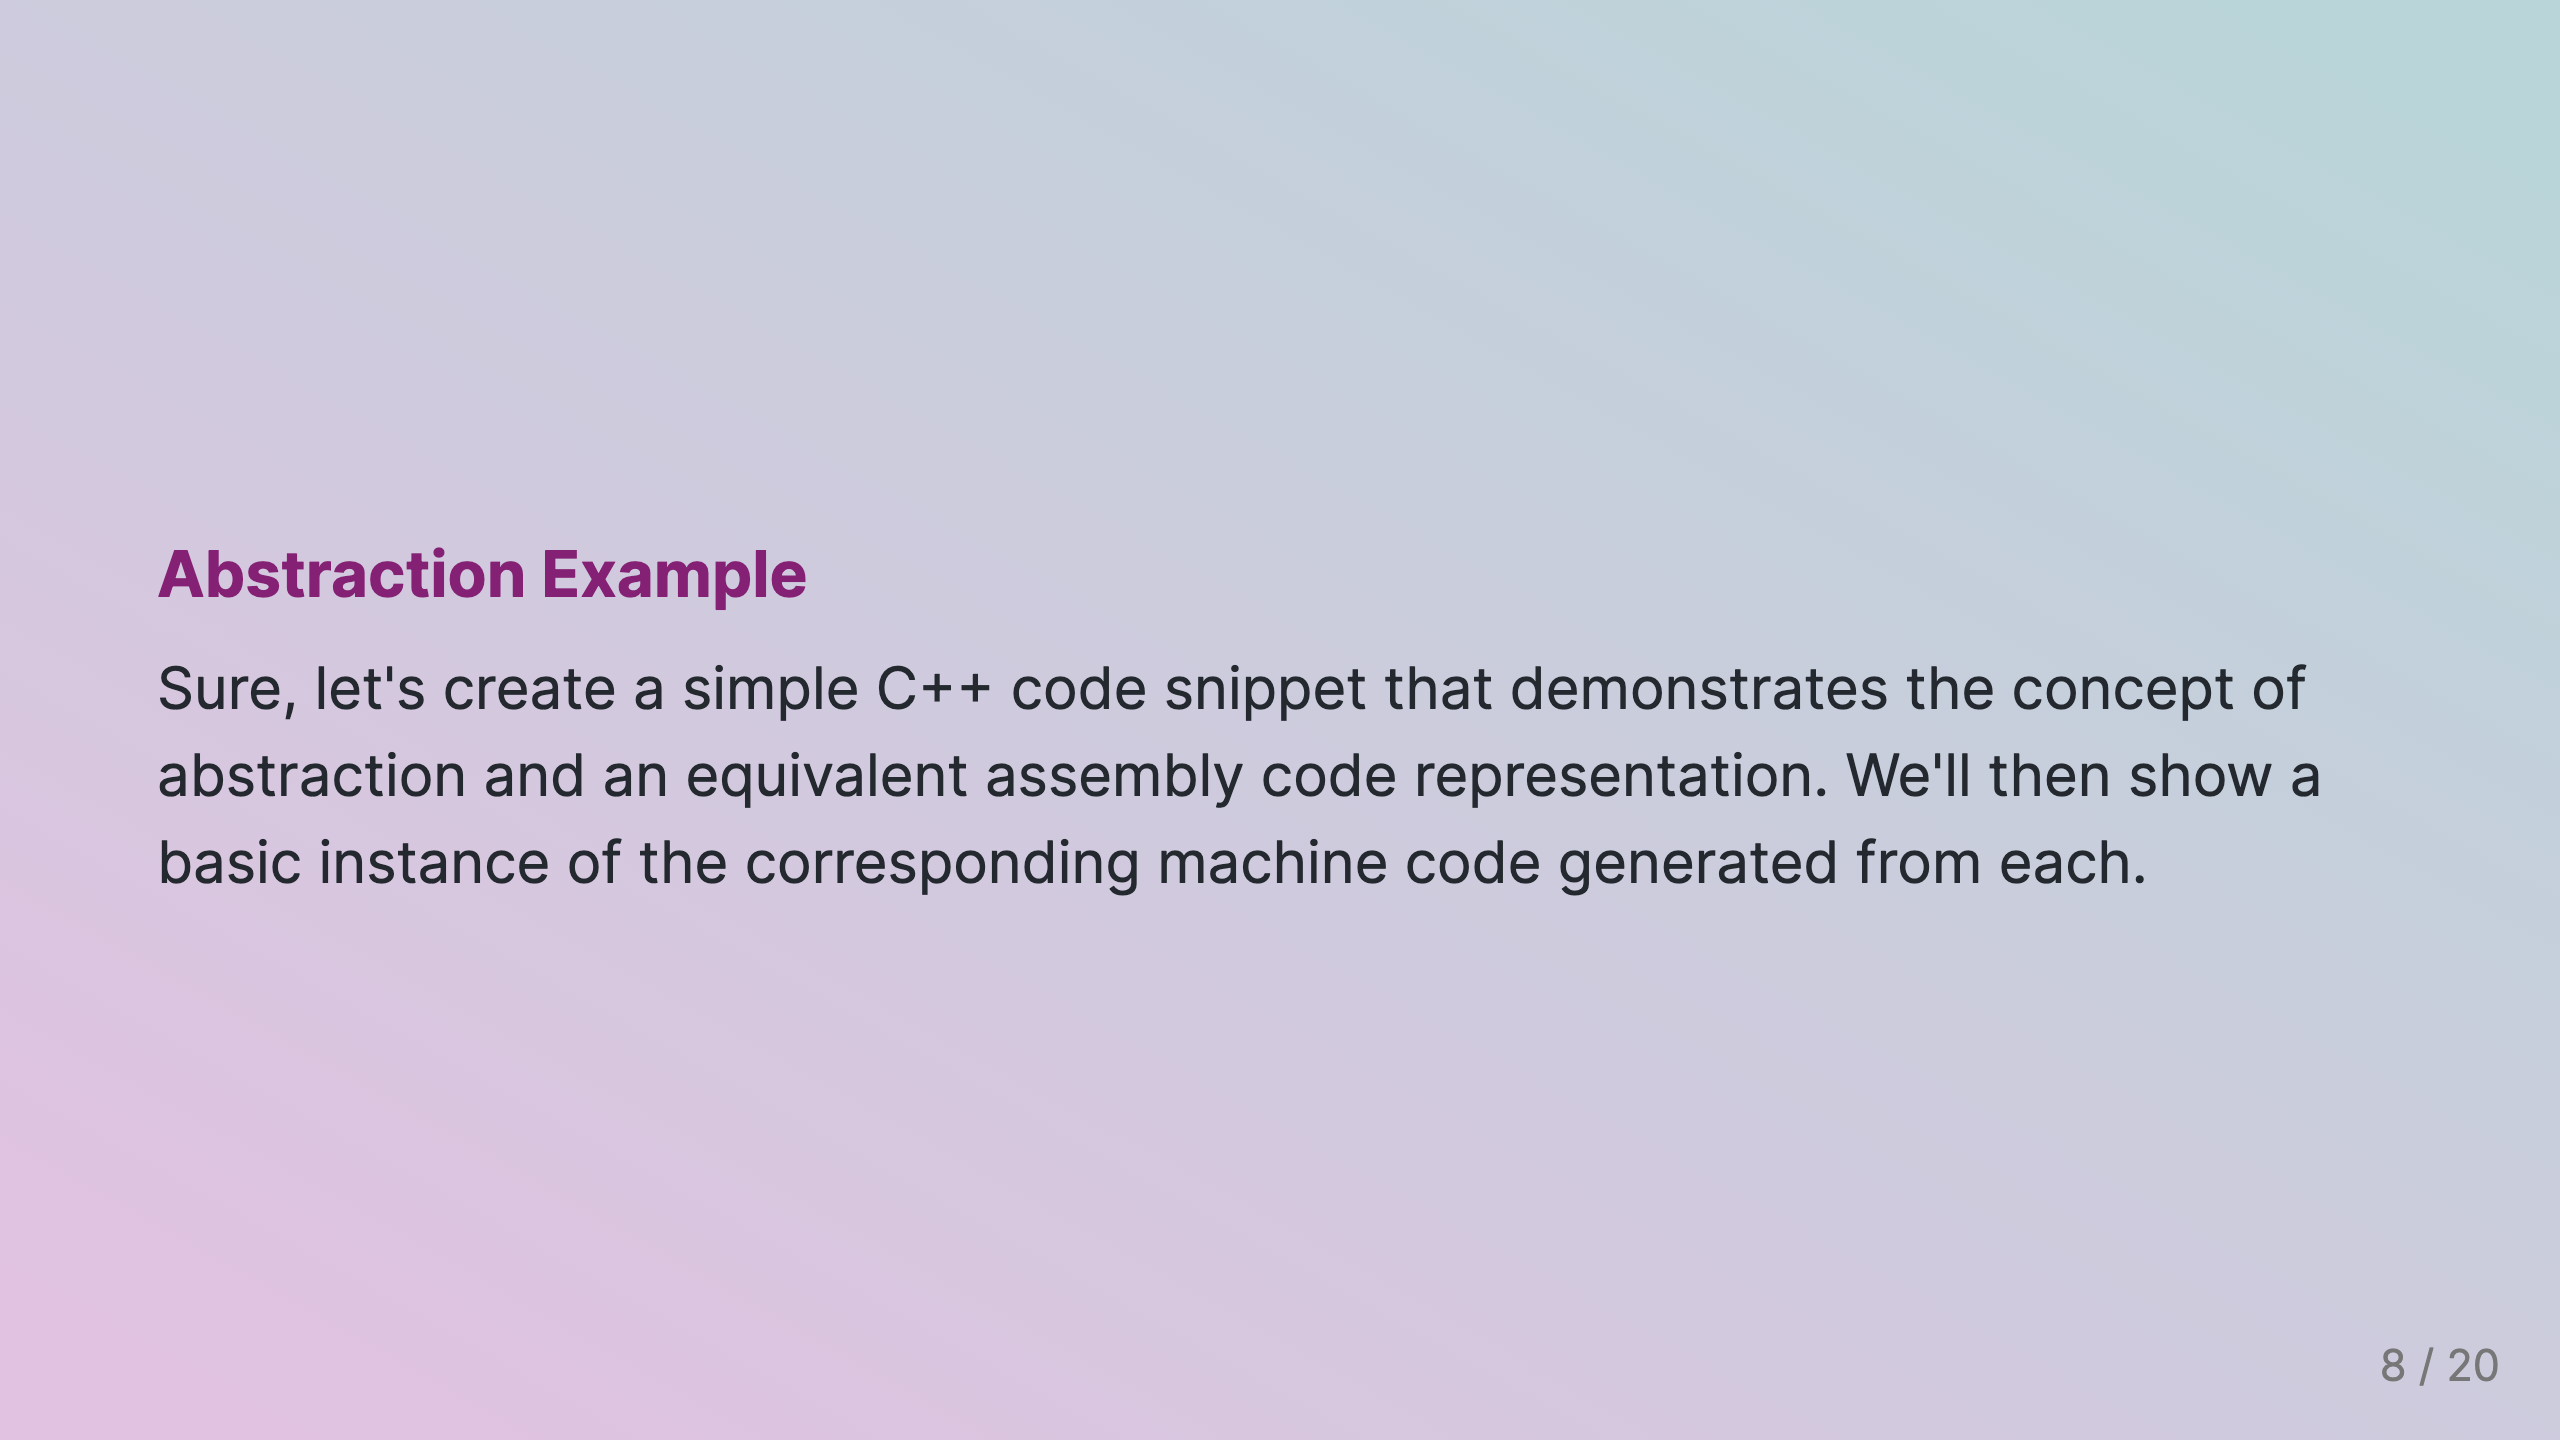 Abstraction Example
Sure, let's create a simple C++ code snippet that demonstrates the concept of
abstraction and an equivalent assembly code representation. We'll then show a
basic instance of the corresponding machine code generated from each.
8 / 20